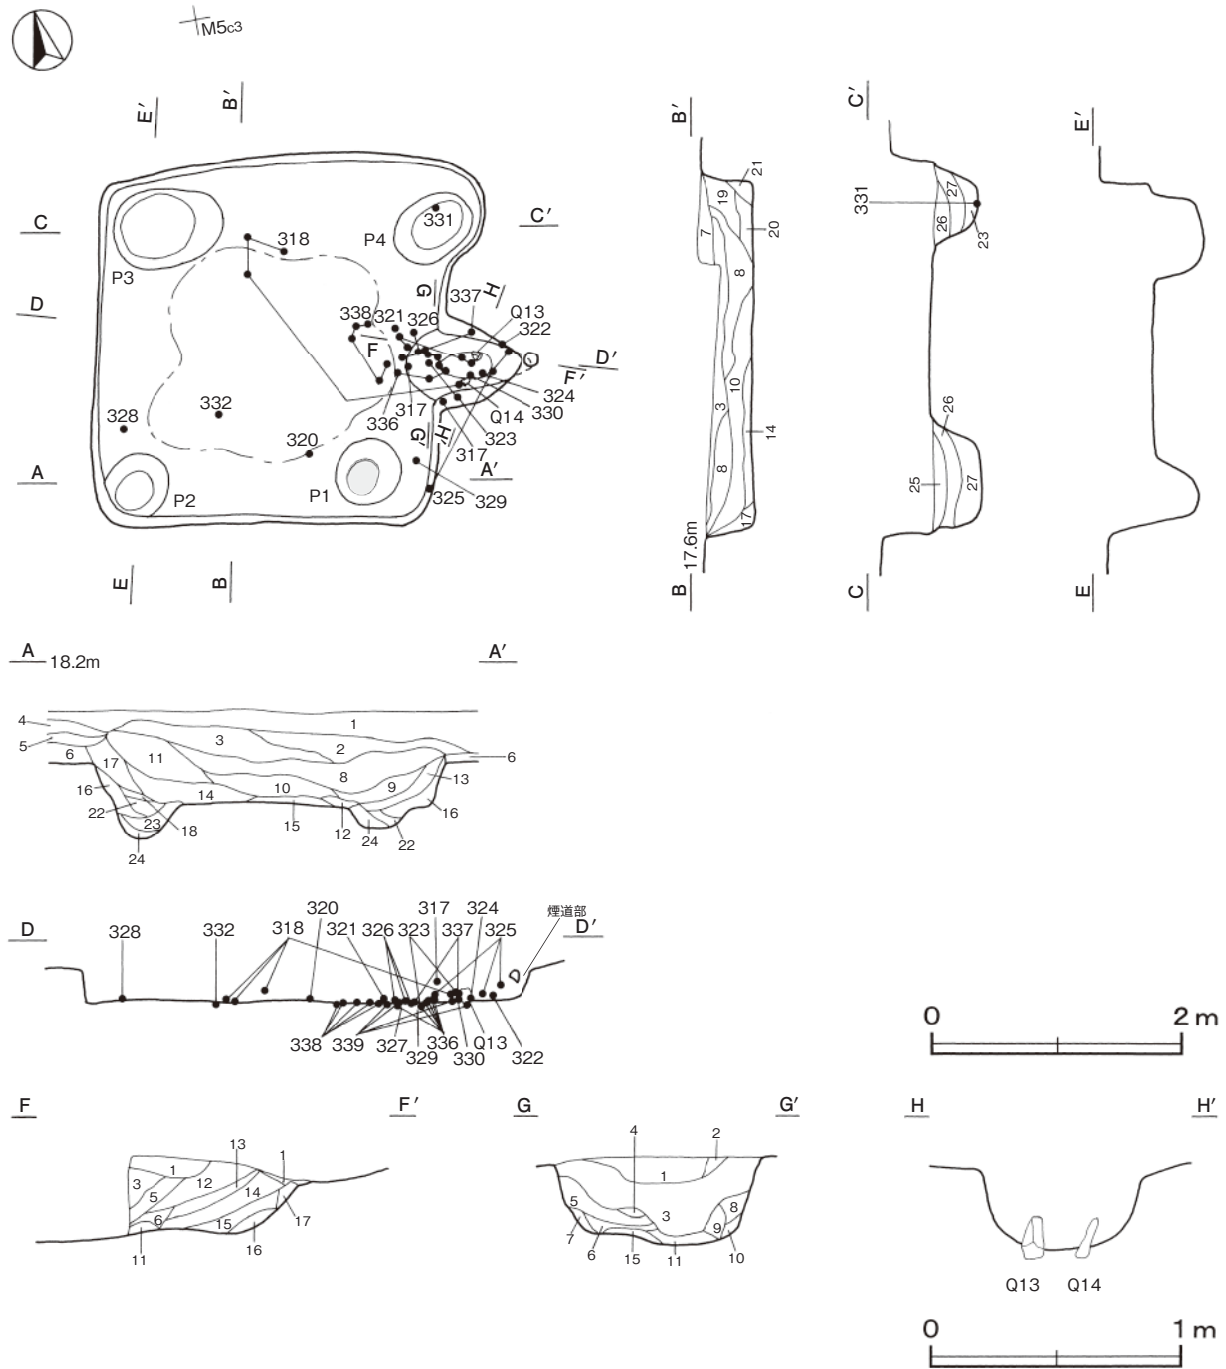 M5c3
E′
B′
C
C′
P3
318
P4
331
G
H
337
Q13
322
D
338
321
326
F
D′
F′
324
330
Q14
323
317
336
328
332
320
G′
H′
317
A
P2
P1
A′
325
329
E
B
B′
21
19
7
20
8
3
10
14
8
17
17.6m
B
C′
331
27
26
23
26
25
27
C
E′
E
A
18.2m
A′
4
5
6
1
3
2
17
11
8
6
13
9
16
14
10
16
22
23
18
15
12
24
22
24
D
320
317
324
煙道部
D′
328
332
318
321
326
323
337
325
338
339
327
336
Q13
329
330
322
0
2 m
F
F′
13
1
3
1
12
5
14
6
15
17
11
16
G
G′
4
2
1
5
3
8
7
9
6
15
11
10
H
H′
Q13
Q14
0
1 m